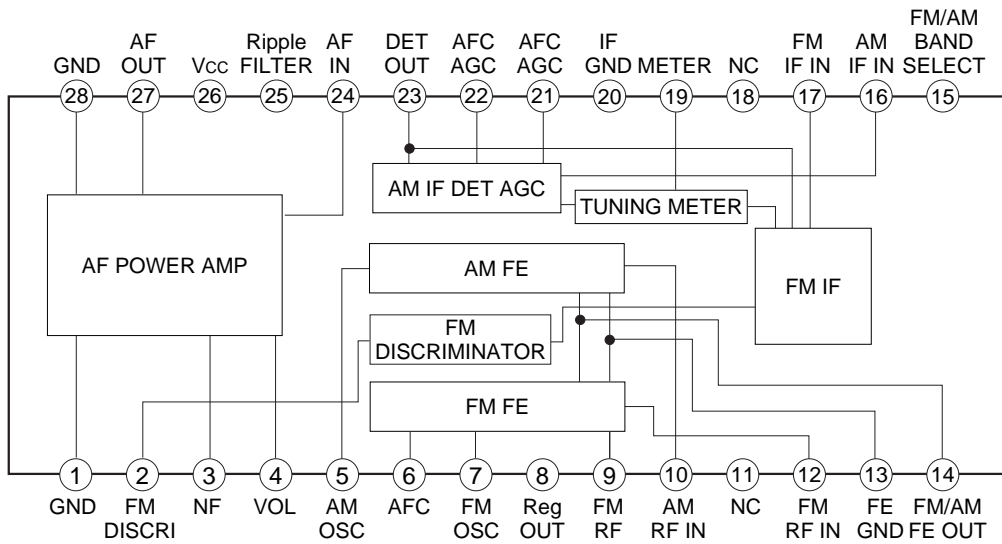 GND
AF
OUT
Vcc
Ripple
FILTER
AF
IN
DET
OUT
AFC
AGC
AFC
AGC
IF
GND
METER
NC
FM
IF IN
AM
IF IN
FM/AM
BAND
SELECT
28
27
26
25
24
23
22
21
20
19
18
17
16
15
AF POWER AMP
AM IF DET AGC
TUNING METER
AM FE
FM IF
FM
DISCRIMINATOR
FM FE
1
2
3
4
5
6
7
8
9
10
11
12
13
14
GND
FM
DISCRI
NF
VOL
AM
OSC
AFC
FM
OSC
Reg
OUT
FM
RF
AM
RF IN
NC
FM
RF IN
FE
GND
FM/AM
FE OUT